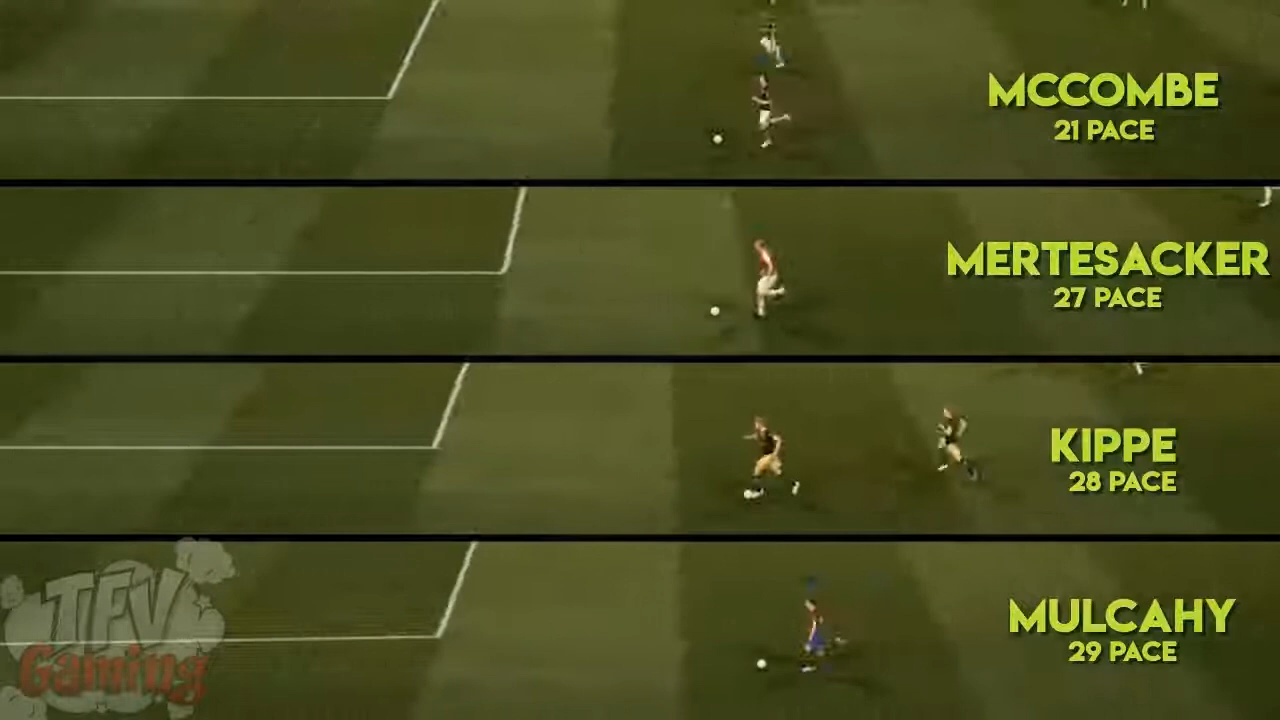 MCCOMBE
21 PACE
MERTESACKER
27 PACE
KIPPE
28 PACE
MULCAHY
29 PACE
TFV
Gaming